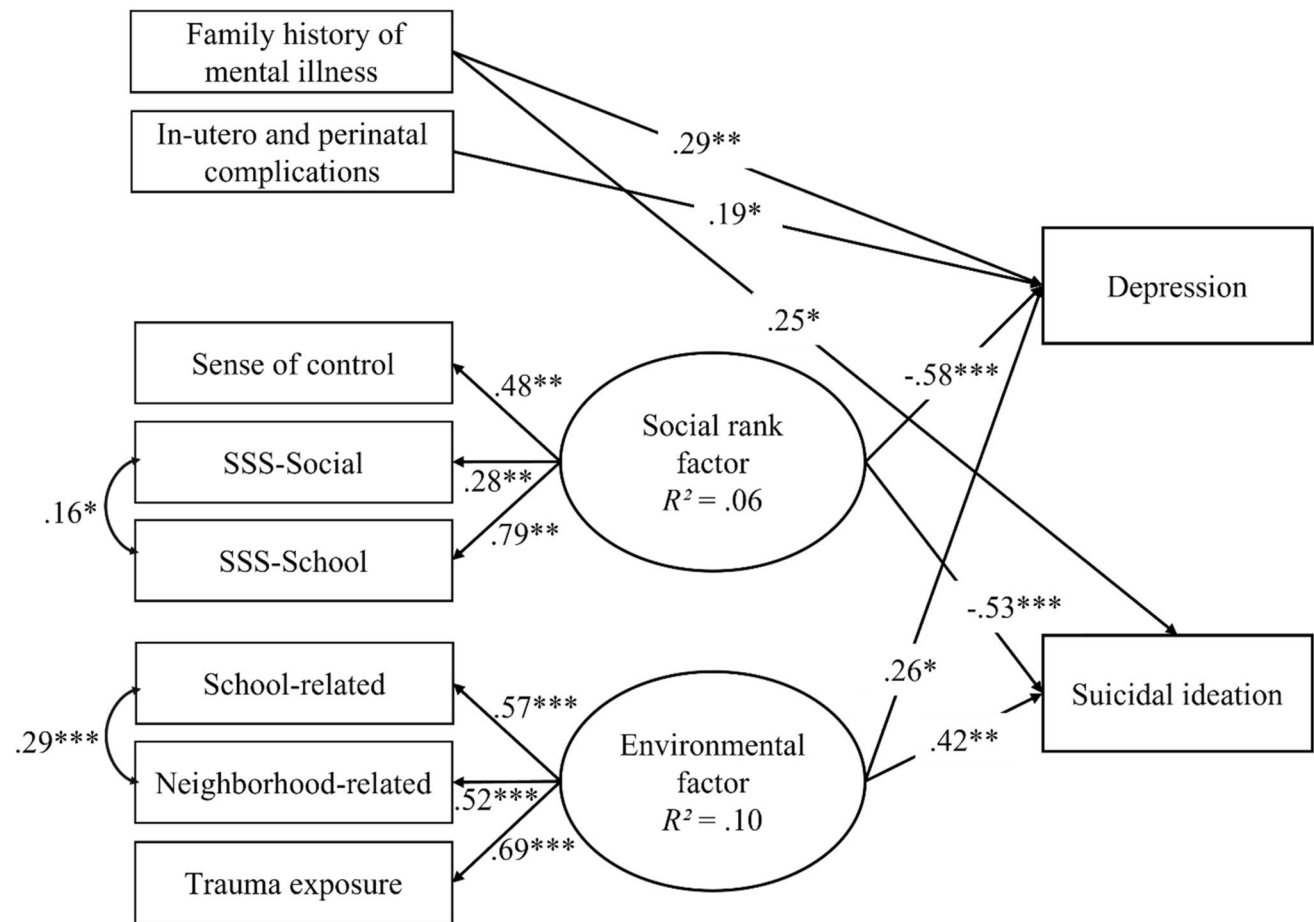 Family history of
mental illness
In-utero and perinatal
complications
.29**
.19*
Depression
.25*
Sense of control
.48**
-.58***
Social rank
factor
R² = .06
SSS-Social
.28**
.16*
.79**
SSS-School
-.53***
School-related
.57***
.26*
Suicidal ideation
.29***
Environmental
factor
R² = .10
.42**
Neighborhood-related
.52***
.69***
Trauma exposure